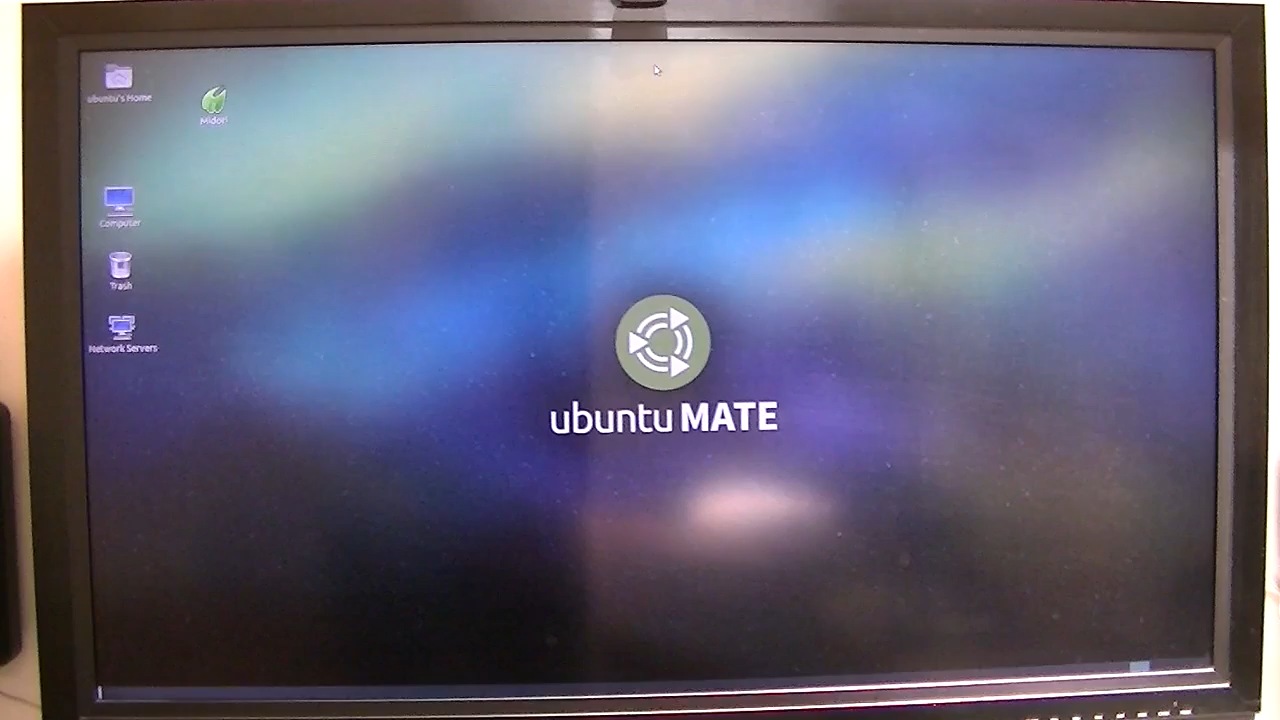 ubuntu's Home
Midori
Computer
Trash
Network Servers
ubuntu MATE